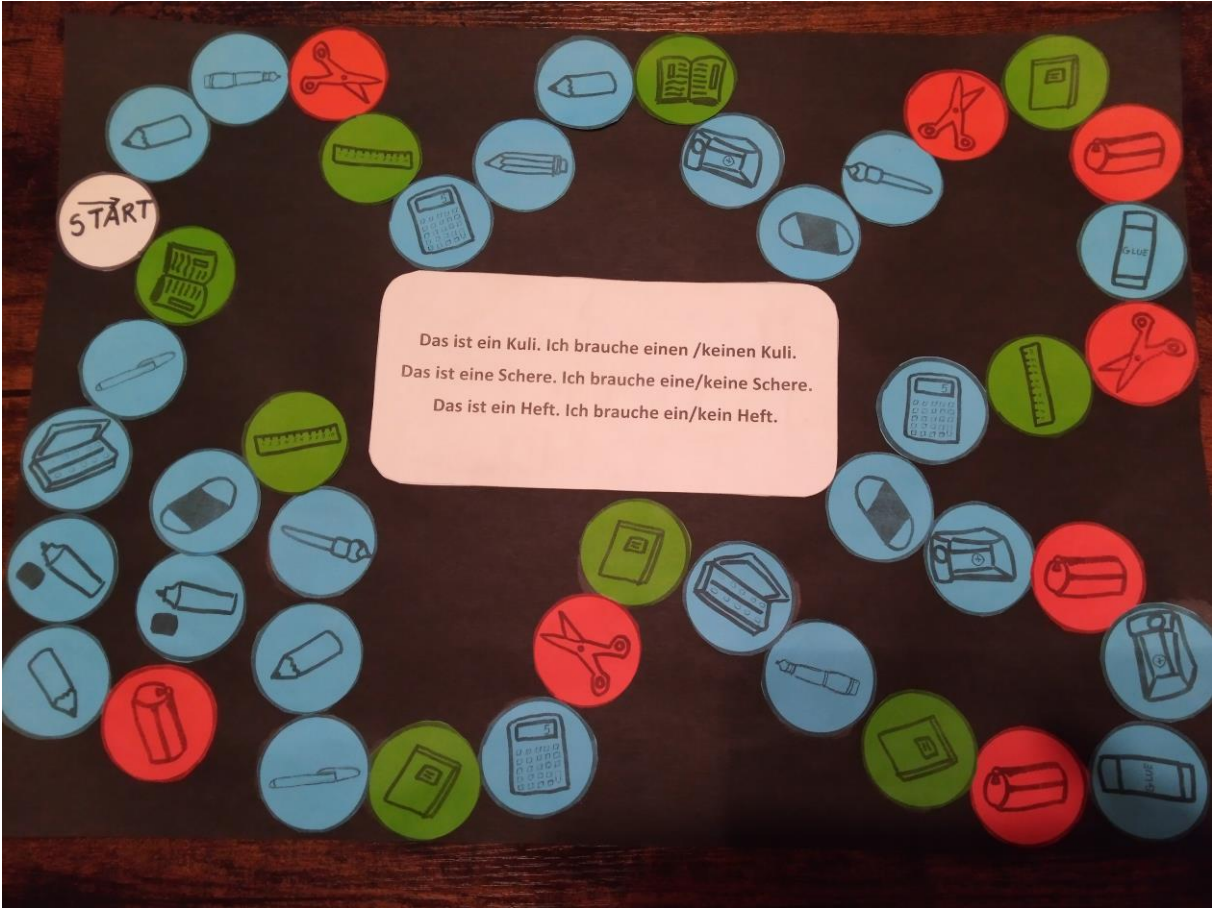 START
GLUE
Das ist ein Kuli. Ich brauche einen /keinen Kuli.
Das ist eine Schere. Ich brauche eine/keine Schere.
Das ist ein Heft. Ich brauche ein/kein Heft.
GLUE